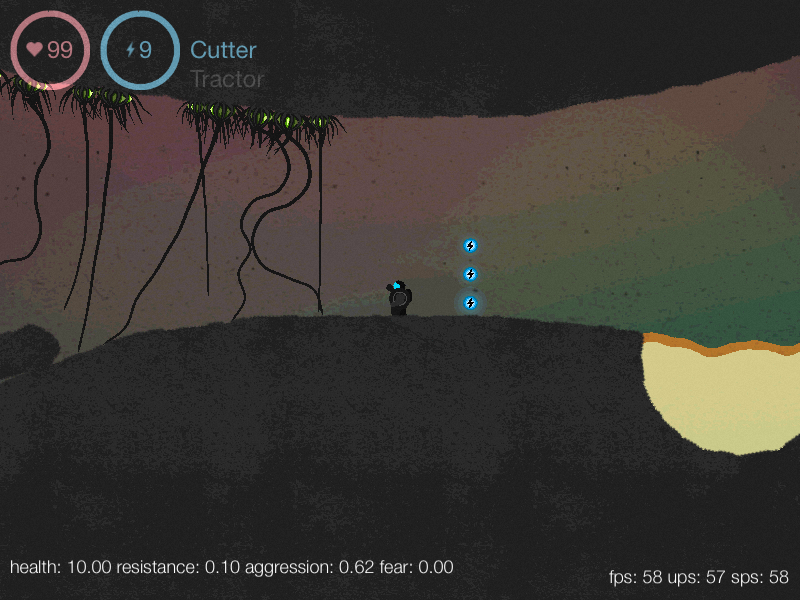 99
9
Cutter
Tractor
health: 10.00 resistance: 0.10 aggression: 0.62 fear: 0.00
fps: 58 ups: 57 sps: 58